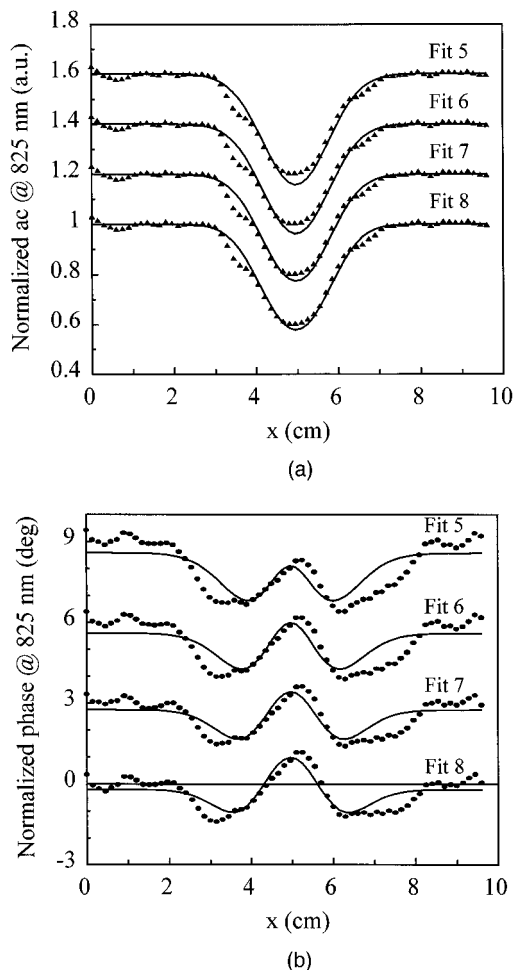 (a)
Normalized ac @ 825 nm (a.u.)
1.6
1.4
1.2
1
0.8
0.6
0.4
Fit 5
Fit 6
Fit 7
Fit 8
0 2 4 6 8 10
x (cm)
(a)
Normalized phase @ 825 nm (deg)
9
6
3
0
-3
Fit 5
Fit 6
Fit 7
Fit 8
0 2 4 6 8 10
x (cm)
(b)